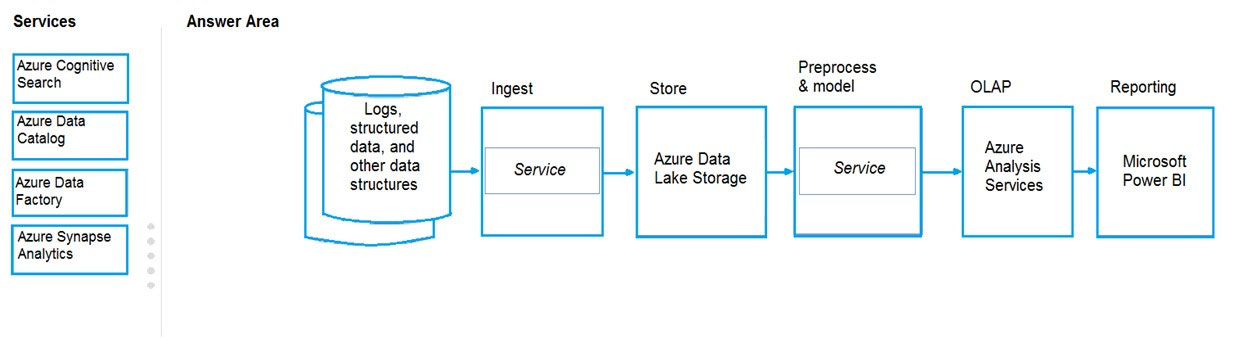 Services
Azure Cognitive
Search
Azure Data
Catalog
Azure Data
Factory
Azure Synapse
Analytics
Answer Area
Logs,
structured
data, and
other data
structures
Ingest
Service
Store
Azure Data
Lake Storage
Preprocess
& model
Service
OLAP
Azure
Analysis
Services
Reporting
Microsoft
Power BI